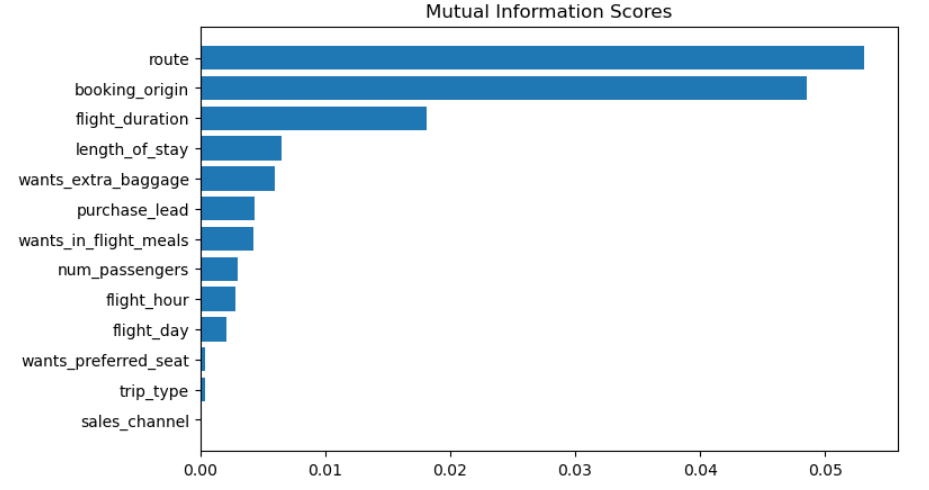 Mutual Information Scores
route
booking_origin
flight_duration
length_of_stay
wants_extra_baggage
purchase_lead
wants_in_flight_meals
num_passengers
flight_hour
flight_day
wants_preferred_seat
trip_type
sales_channel
0.00 0.01 0.02 0.03 0.04 0.05